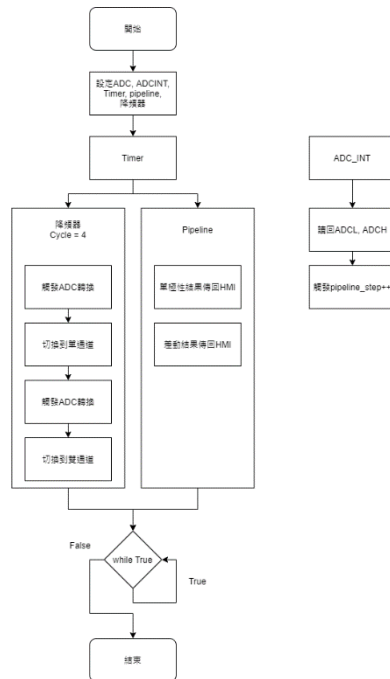 開始
設定ADC, ADCINT,
Timer, pipeline,
降頻器
Timer
ADC_INT
降頻器
Cycle = 4
Pipeline
讀回ADCL, ADCH
觸發ADC轉換
單極性結果傳回HMI
觸發pipeline_step++
切換到單通道
差動結果傳回HMI
觸發ADC轉換
切換到雙通道
False
while True
True
結束